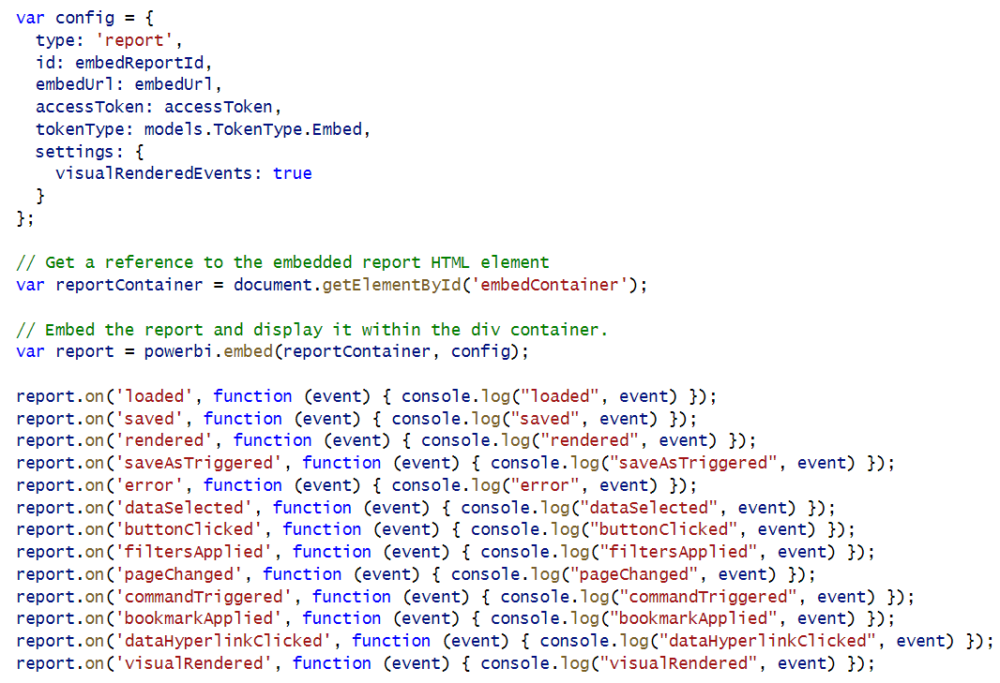 var config = {
  type: 'report',
  id: embedReportId,
  embedUrl: embedUrl,
  accessToken: accessToken,
  tokenType: models.TokenType.Embed,
  settings: {
    visualRenderedEvents: true
  }
};

// Get a reference to the embedded report HTML element
var reportContainer = document.getElementById('embedContainer');

// Embed the report and display it within the div container.
var report = powerbi.embed(reportContainer, config);

report.on('loaded', function (event) { console.log("loaded", event) });
report.on('saved', function (event) { console.log("saved", event) });
report.on('rendered', function (event) { console.log("rendered", event) });
report.on('saveAsTriggered', function (event) { console.log("saveAsTriggered", event) });
report.on('error', function (event) { console.log("error", event) });
report.on('dataSelected', function (event) { console.log("dataSelected", event) });
report.on('buttonClicked', function (event) { console.log("buttonClicked", event) });
report.on('filtersApplied', function (event) { console.log("filtersApplied", event) });
report.on('pageChanged', function (event) { console.log("pageChanged", event) });
report.on('commandTriggered', function (event) { console.log("commandTriggered", event) });
report.on('bookmarkApplied', function (event) { console.log("bookmarkApplied", event) });
report.on('dataHyperlinkClicked', function (event) { console.log("dataHyperlinkClicked", event) });
report.on('visualRendered', function (event) { console.log("visualRendered", event) });